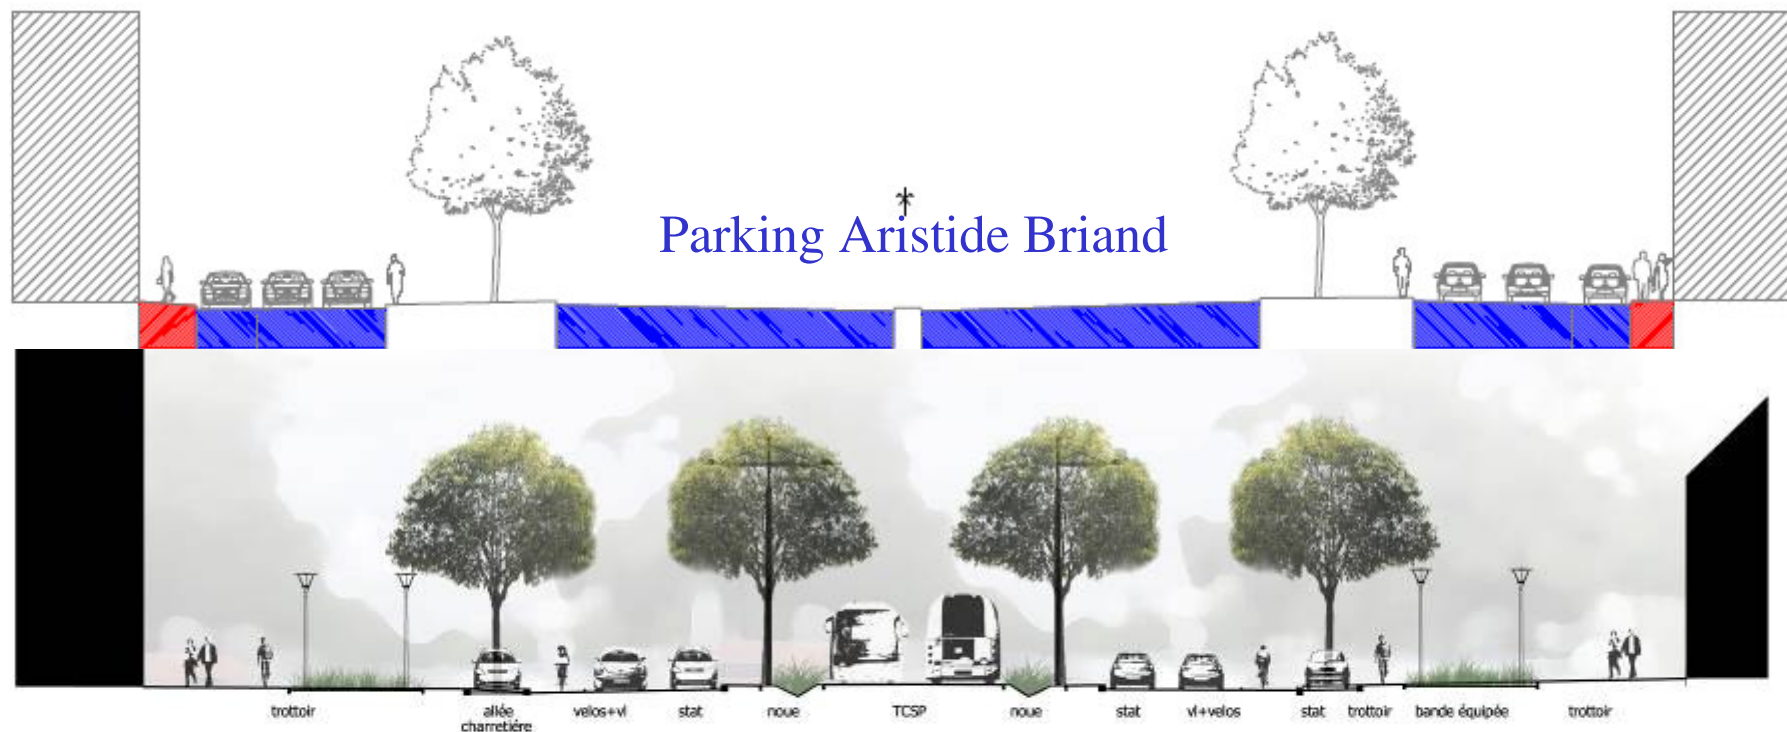 Parking Aristide Briand
trottoir
allée
charretière
velos+vl
stat
noue
TCSP
noue
stat
vl+velos
stat
trottoir
bande équipée
trottoir